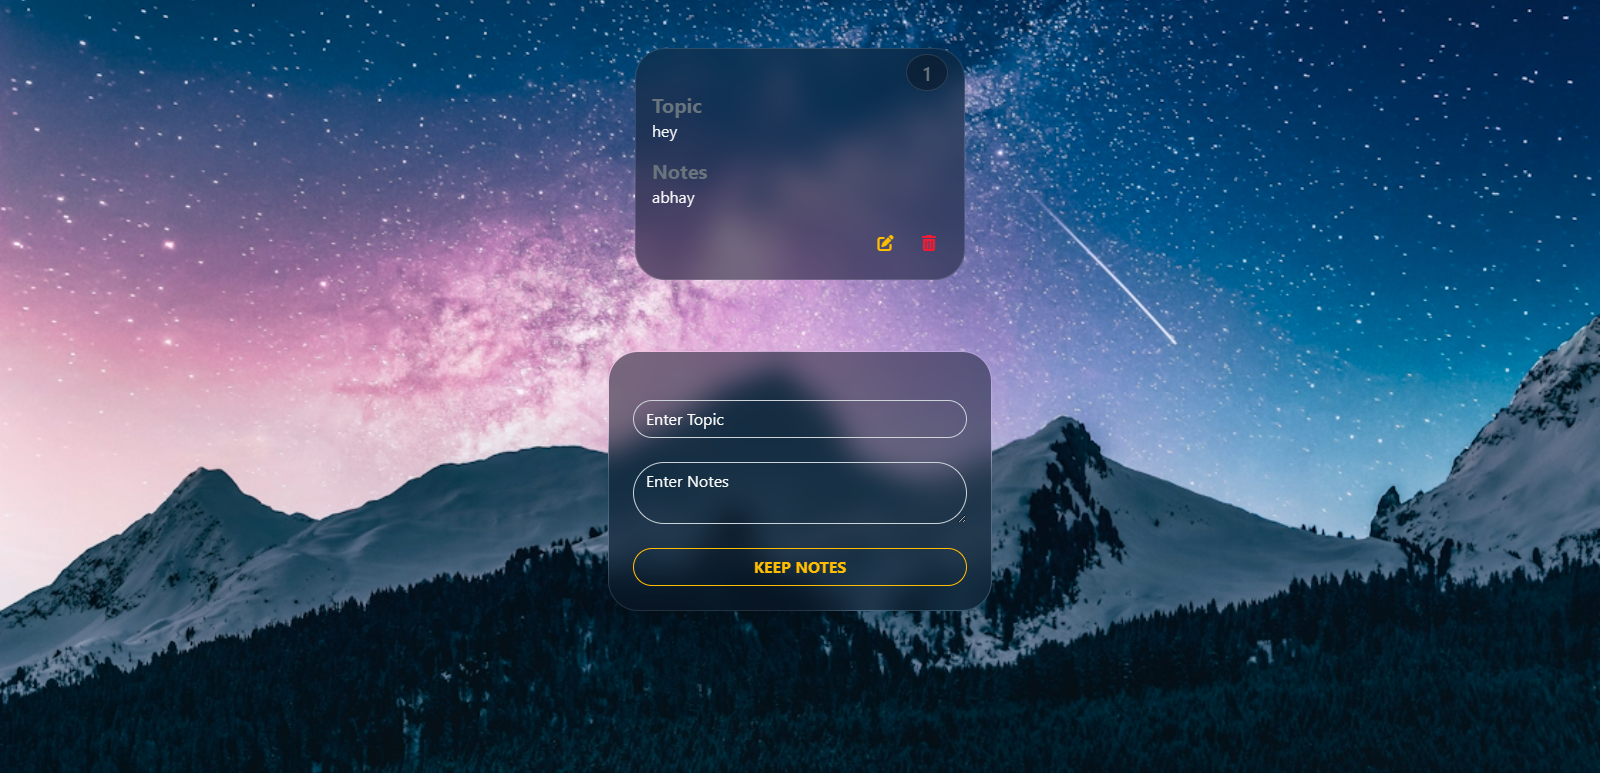 1
Topic
hey
Notes
abhay
Enter Topic
Enter Notes
KEEP NOTES